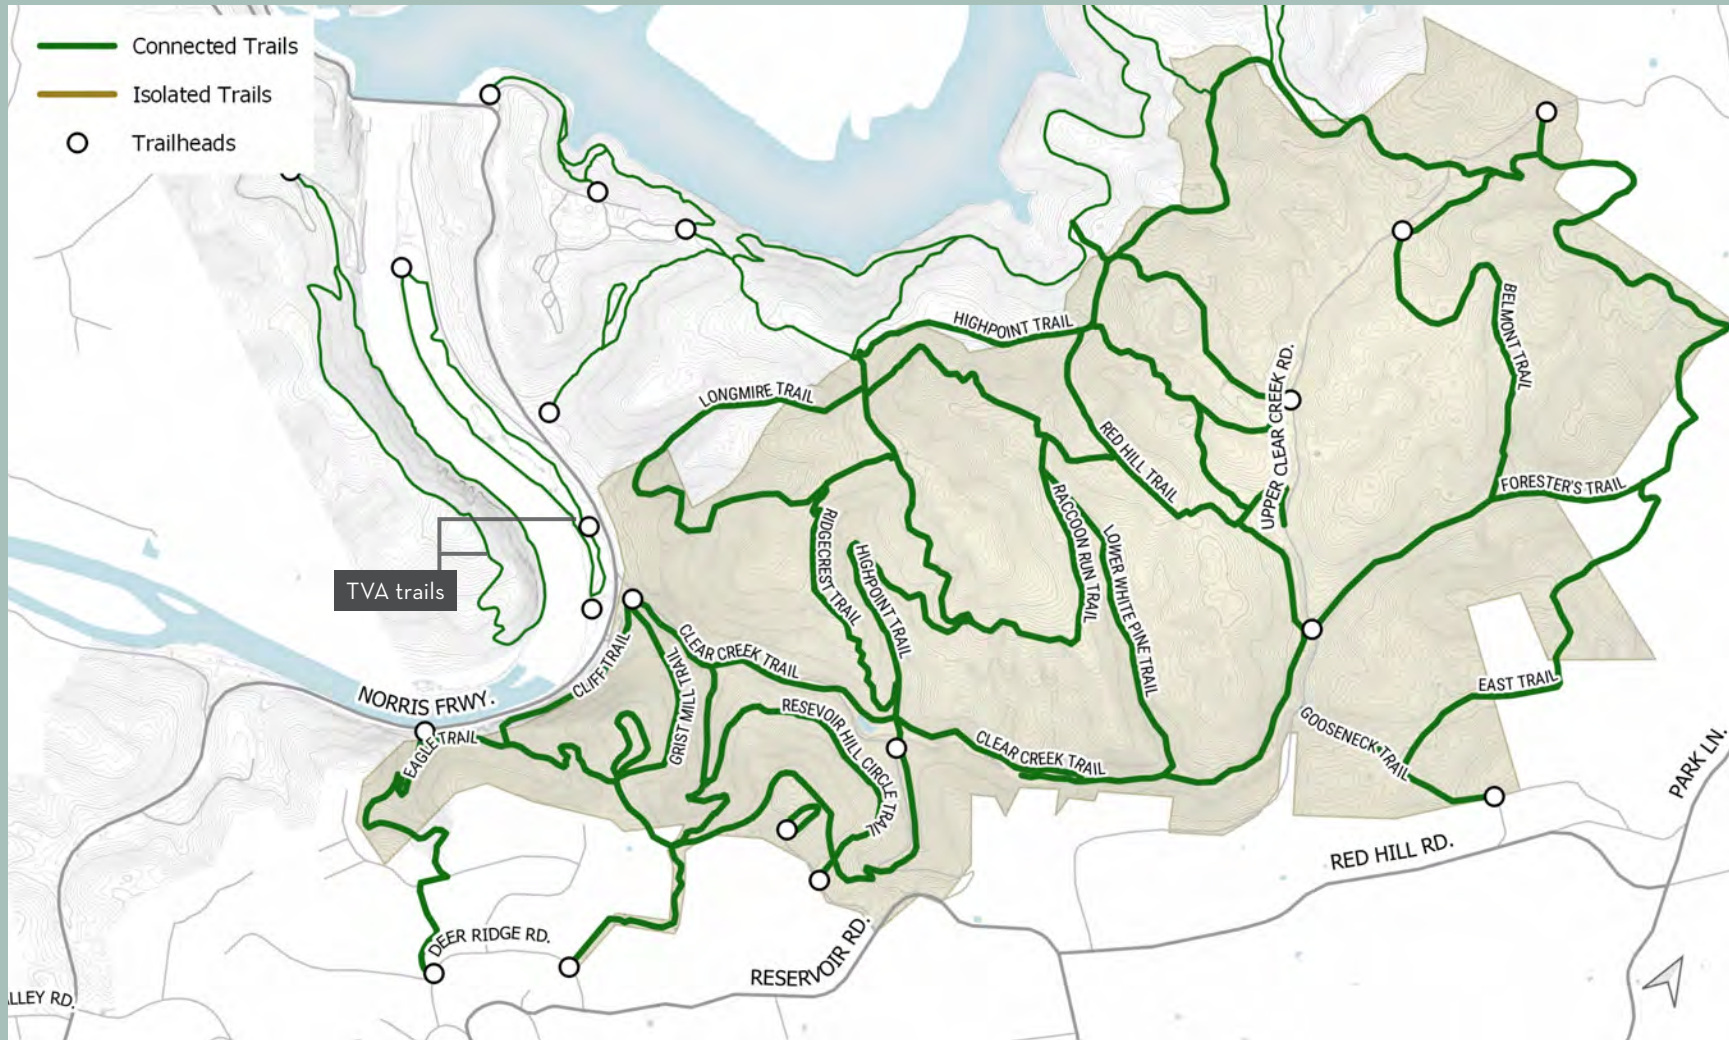 Connected Trails
Isolated Trails
Trailheads
HIGHPOINT TRAIL
LONGMIRE TRAIL
BELMONT TRAIL
UPPER CLEAR CREEK RD.
RED HILL TRAIL
FORESTER'S TRAIL
RACCOON RUN TRAIL
LOWER WHITE PINE TRAIL
RIDGECREST TRAIL
HIGHPOINT TRAIL
TVA trails
CLIFF TRAIL
GRIST MILL TRAIL
CLEAR CREEK TRAIL
NORRIS FRWY.
EAGLE TRAIL
RESEVOIR HILL CIRCLE TRAIL
CLEAR CREEK TRAIL
EAST TRAIL
GOOSENECK TRAIL
PARK LN.
RED HILL RD.
DEER RIDGE RD.
RESERVOIR RD.
LLEY RD.